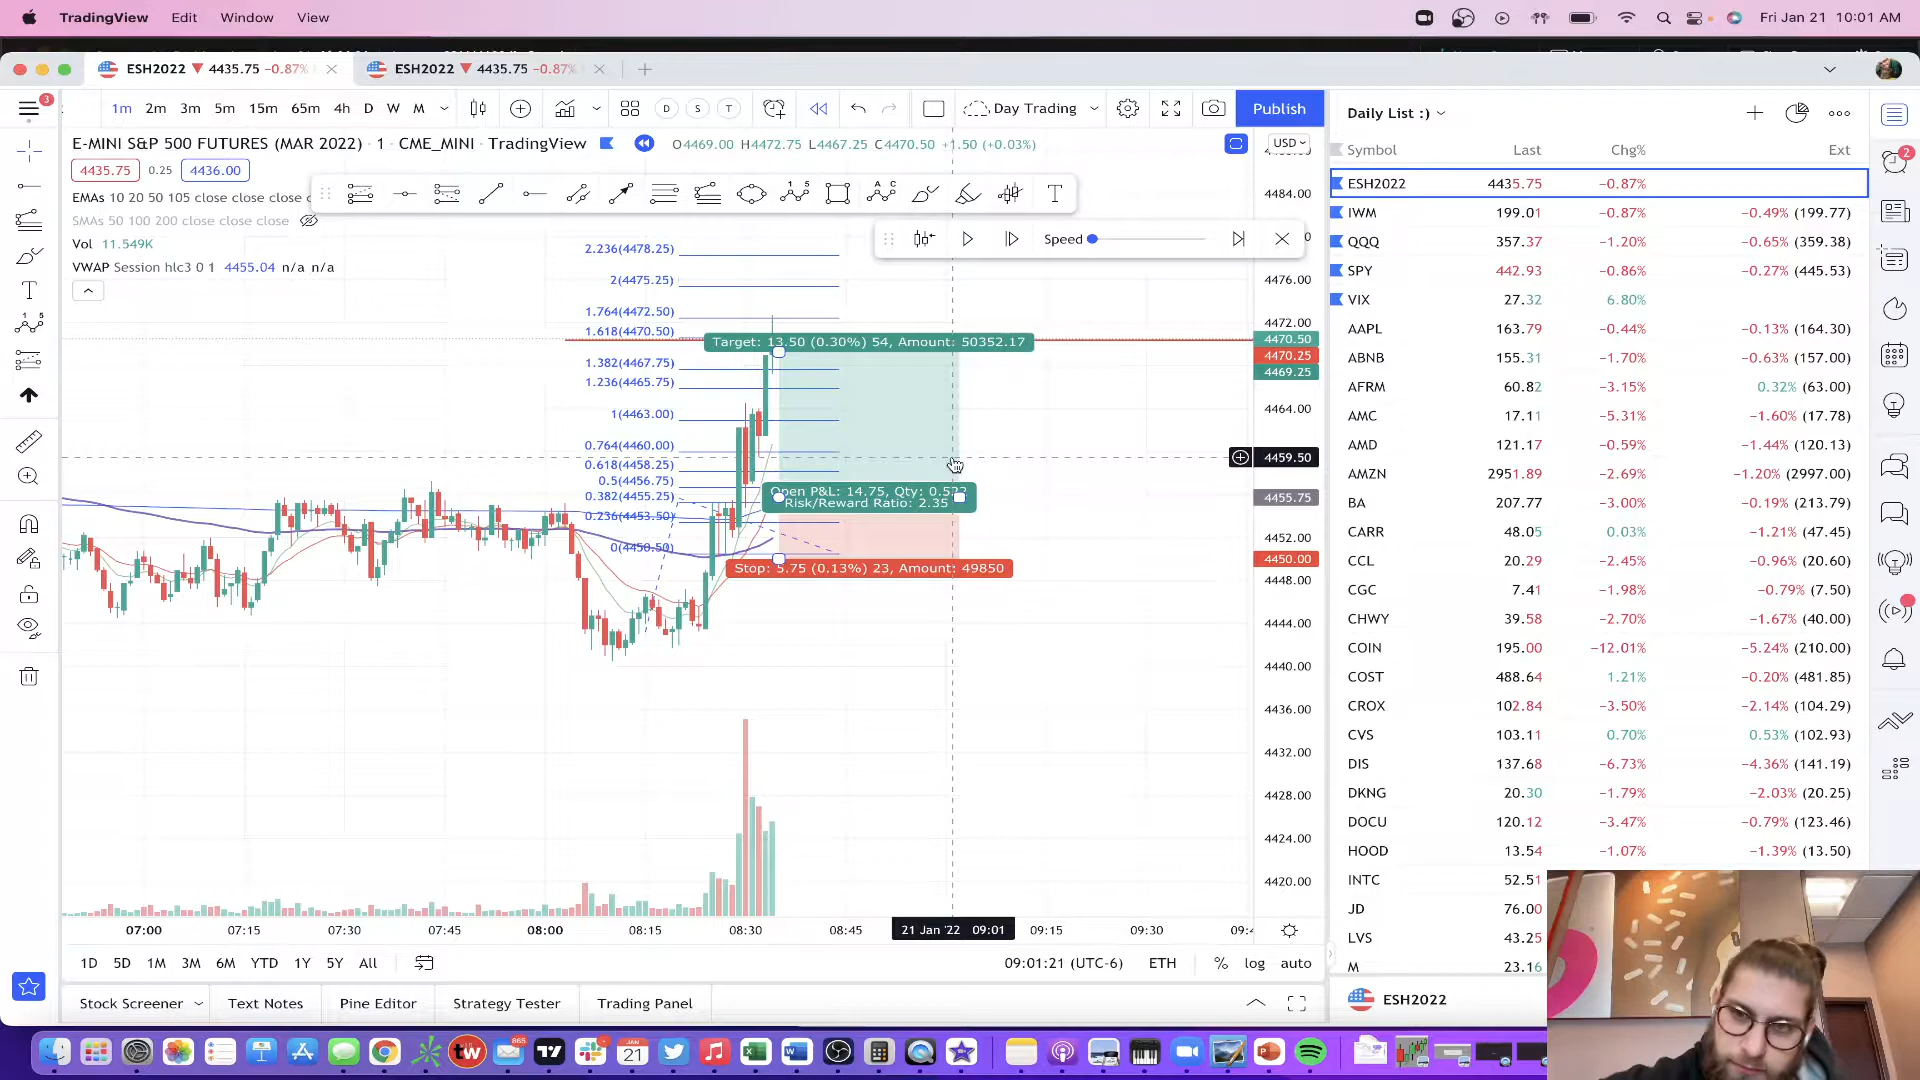 TradingView Edit Window View Fri Jan 21 10:01 AM
ESH2022 ▼ 4435.75 −0.87% ESH2022 ▼ 4435.75 −0.87%
3 1m 2m 3m 5m 15m 65m 4h D W M D S T Day Trading Publish
E-MINI S&P 500 FUTURES (MAR 2022) · 1 · CME_MINI · TradingView O4469.00 H4472.75 L4467.25 C4470.50 +1.50 (+0.03%) USD
4435.75 0.25 4436.00
EMAs 10 20 50 105 close close close
SMAs 50 100 200 close close close
Vol 11.549K
VWAP Session hlc3 0 1 4455.04 n/a n/a
Speed
2.236(4478.25)
2(4475.25)
1.764(4472.50)
1.618(4470.50)
1.382(4467.75)
1.236(4465.75)
1(4463.00)
0.764(4460.00)
0.618(4458.25)
0.5(4456.75)
0.382(4455.25)
0.236(4453.50)
0(4450.50)
Target: 13.50 (0.30%) 54, Amount: 50352.17
Open P&L: 14.75, Qty: 0.522
Risk/Reward Ratio: 2.35
Stop: 5.75 (0.13%) 23, Amount: 49850
4484.00
4476.00
4472.00
4470.50
4470.25
4469.25
4464.00
4459.50
4455.75
4452.00
4450.00
4448.00
4444.00
4440.00
4436.00
4432.00
4428.00
4424.00
4420.00
07:00 07:15 07:30 07:45 08:00 08:15 08:30 08:45 21 Jan '22 09:01 09:15 09:30
1D 5D 1M 3M 6M YTD 1Y 5Y All 09:01:21 (UTC-6) ETH % log auto
Stock Screener Text Notes Pine Editor Strategy Tester Trading Panel
Daily List :)
Symbol Last Chg% Ext
ESH2022 4435.75 −0.87%
IWM 199.01 −0.87% −0.49% (199.77)
QQQ 357.37 −1.20% −0.65% (359.38)
SPY 442.93 −0.86% −0.27% (445.53)
VIX 27.32 6.80%
AAPL 163.79 −0.44% −0.13% (164.30)
ABNB 155.31 −1.70% −0.63% (157.00)
AFRM 60.82 −3.15% 0.32% (63.00)
AMC 17.11 −5.31% −1.60% (17.78)
AMD 121.17 −0.59% −1.44% (120.13)
AMZN 2951.89 −2.69% −1.20% (2997.00)
BA 207.77 −3.00% −0.19% (213.79)
CARR 48.05 0.03% −1.21% (47.45)
CCL 20.29 −2.45% −0.96% (20.60)
CGC 7.41 −1.98% −0.79% (7.50)
CHWY 39.58 −2.70% −1.67% (40.00)
COIN 195.00 −12.01% −5.24% (210.00)
COST 488.64 1.21% −0.20% (481.85)
CROX 102.84 −3.50% −2.14% (104.29)
CVS 103.11 0.70% 0.53% (102.93)
DIS 137.68 −6.73% −4.36% (141.19)
DKNG 20.30 −1.79% −2.03% (20.25)
DOCU 120.12 −3.47% −0.79% (123.46)
HOOD 13.54 −1.07% −1.39% (13.50)
INTC 52.51
JD 76.00
LVS 43.25
M 23.16
ESH2022
2
865
tw
JAN
21